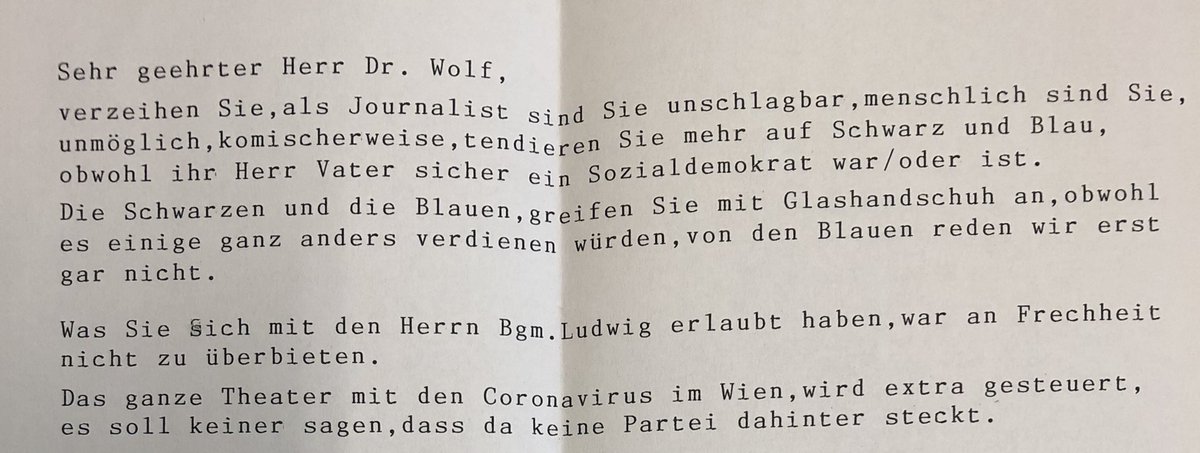 Sehr geehrter Herr Dr. Wolf,
verzeihen Sie,als Journalist sind Sie unschlagbar,menschlich sind Sie,
unmöglich,komischerweise,tendieren Sie mehr auf Schwarz und Blau,
obwohl ihr Herr Vater sicher ein Sozialdemokrat war/oder ist.
Die Schwarzen und die Blauen,greifen Sie mit Glashandschuh an,obwohl
es einige ganz anders verdienen würden,von den Blauen reden wir erst
gar nicht.
Was Sie sich mit den Herrn Bgm.Ludwig erlaubt haben,war an Frechheit
nicht zu überbieten.
Das ganze Theater mit den Coronavirus im Wien,wird extra gesteuert,
es soll keiner sagen,dass da keine Partei dahinter steckt.